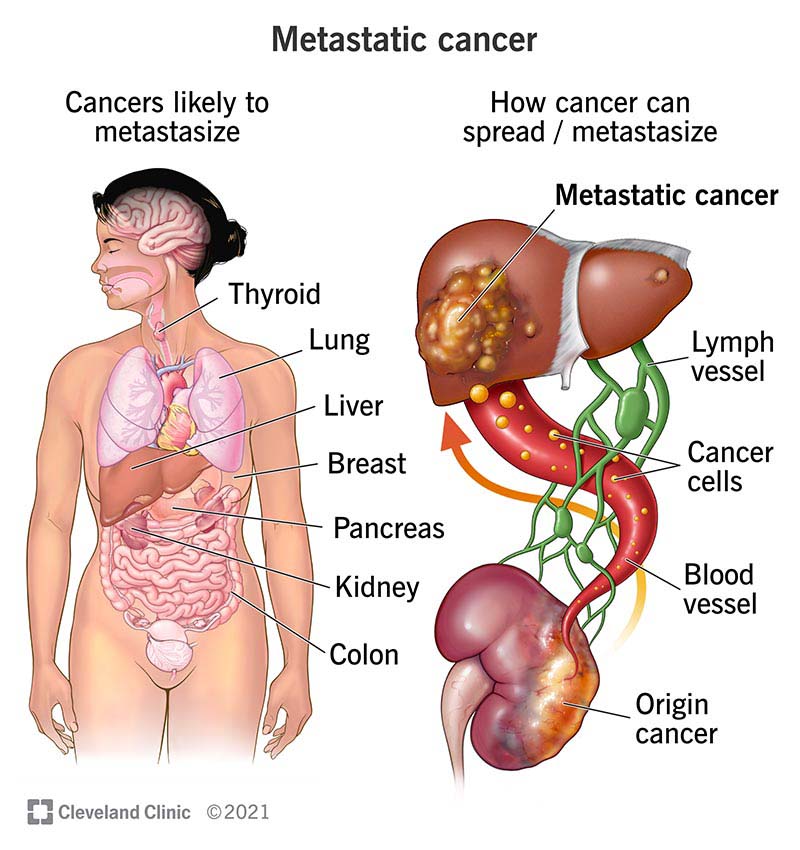 Metastatic cancer
Cancers likely to
metastasize
Thyroid
Lung
Liver
Breast
Pancreas
Kidney
Colon
How cancer can
spread / metastasize
Metastatic cancer
Lymph
vessel
Cancer
cells
Blood
vessel
Origin
cancer
Cleveland Clinic ©2021